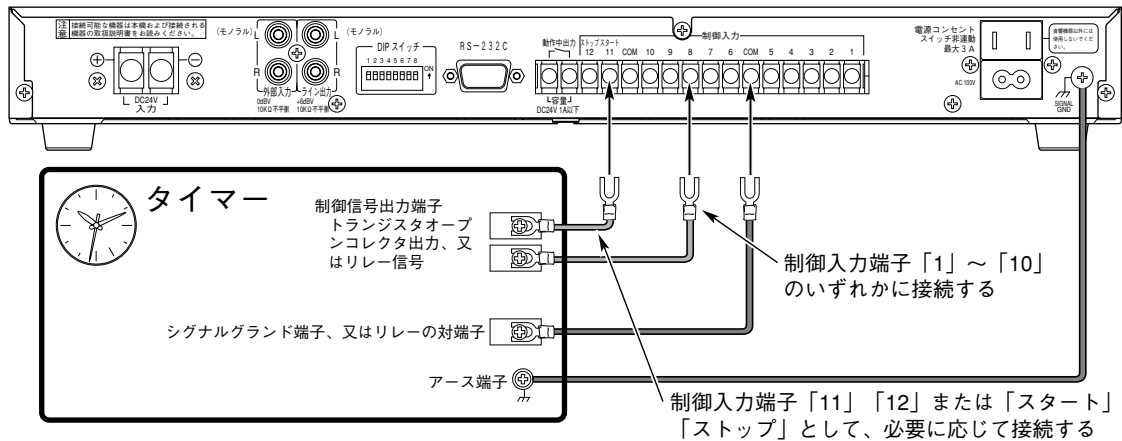 注意
接続可能な機器は本機および接続される
機器の取扱説明書をお読みください。
DC24V
入力
(モノラル)
(モノラル)
L
L
R
R
外部入力
ライン出力
0dBV
+6dBV
10KΩ不平衡
10KΩ不平衡
DIP スイッチ
1 2 3 4 5 6 7 8
ON
RS-232C
制御入力
動作中出力
ストップ
スタート
12 11 COM 10 9 8 7 6 COM 5 4 3 2 1
容量
DC24V 1A以下
電源コンセント
スイッチ非連動
最大3A
音響機器以外には
使用しないでくだ
さい。
AC 100V
SIGNAL
GND
タイマー
制御信号出力端子
トランジスタオープ
ンコレクタ出力、又
はリレー信号
制御入力端子「1」～「10」
のいずれかに接続する
シグナルグランド端子、又はリレーの対端子
アース端子
制御入力端子「11」「12」または「スタート」
「ストップ」として、必要に応じて接続する